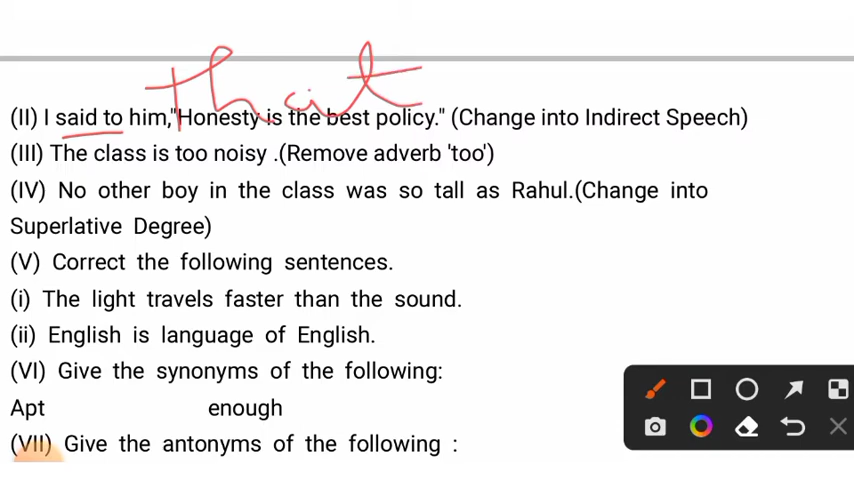 that
(II) I said to him,"Honesty is the best policy." (Change into Indirect Speech)
(III) The class is too noisy .(Remove adverb 'too')
(IV) No other boy in the class was so tall as Rahul.(Change into
Superlative Degree)
(V) Correct the following sentences.
(i) The light travels faster than the sound.
(ii) English is language of English.
(VI) Give the synonyms of the following:
Apt enough
(VII) Give the antonyms of the following :